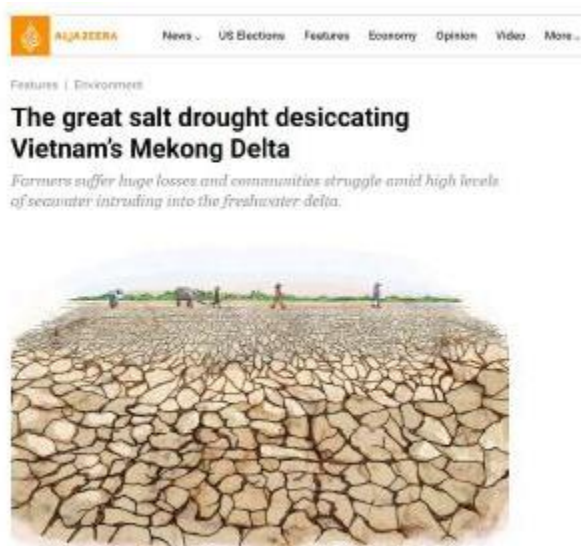 ALJAZEERA
News US Elections Features Economy Opinion Video More
Features | Environment
The great salt drought desiccating
Vietnam's Mekong Delta
Farmers suffer huge losses and communities struggle amid high levels
of seawater intruding into the freshwater delta.